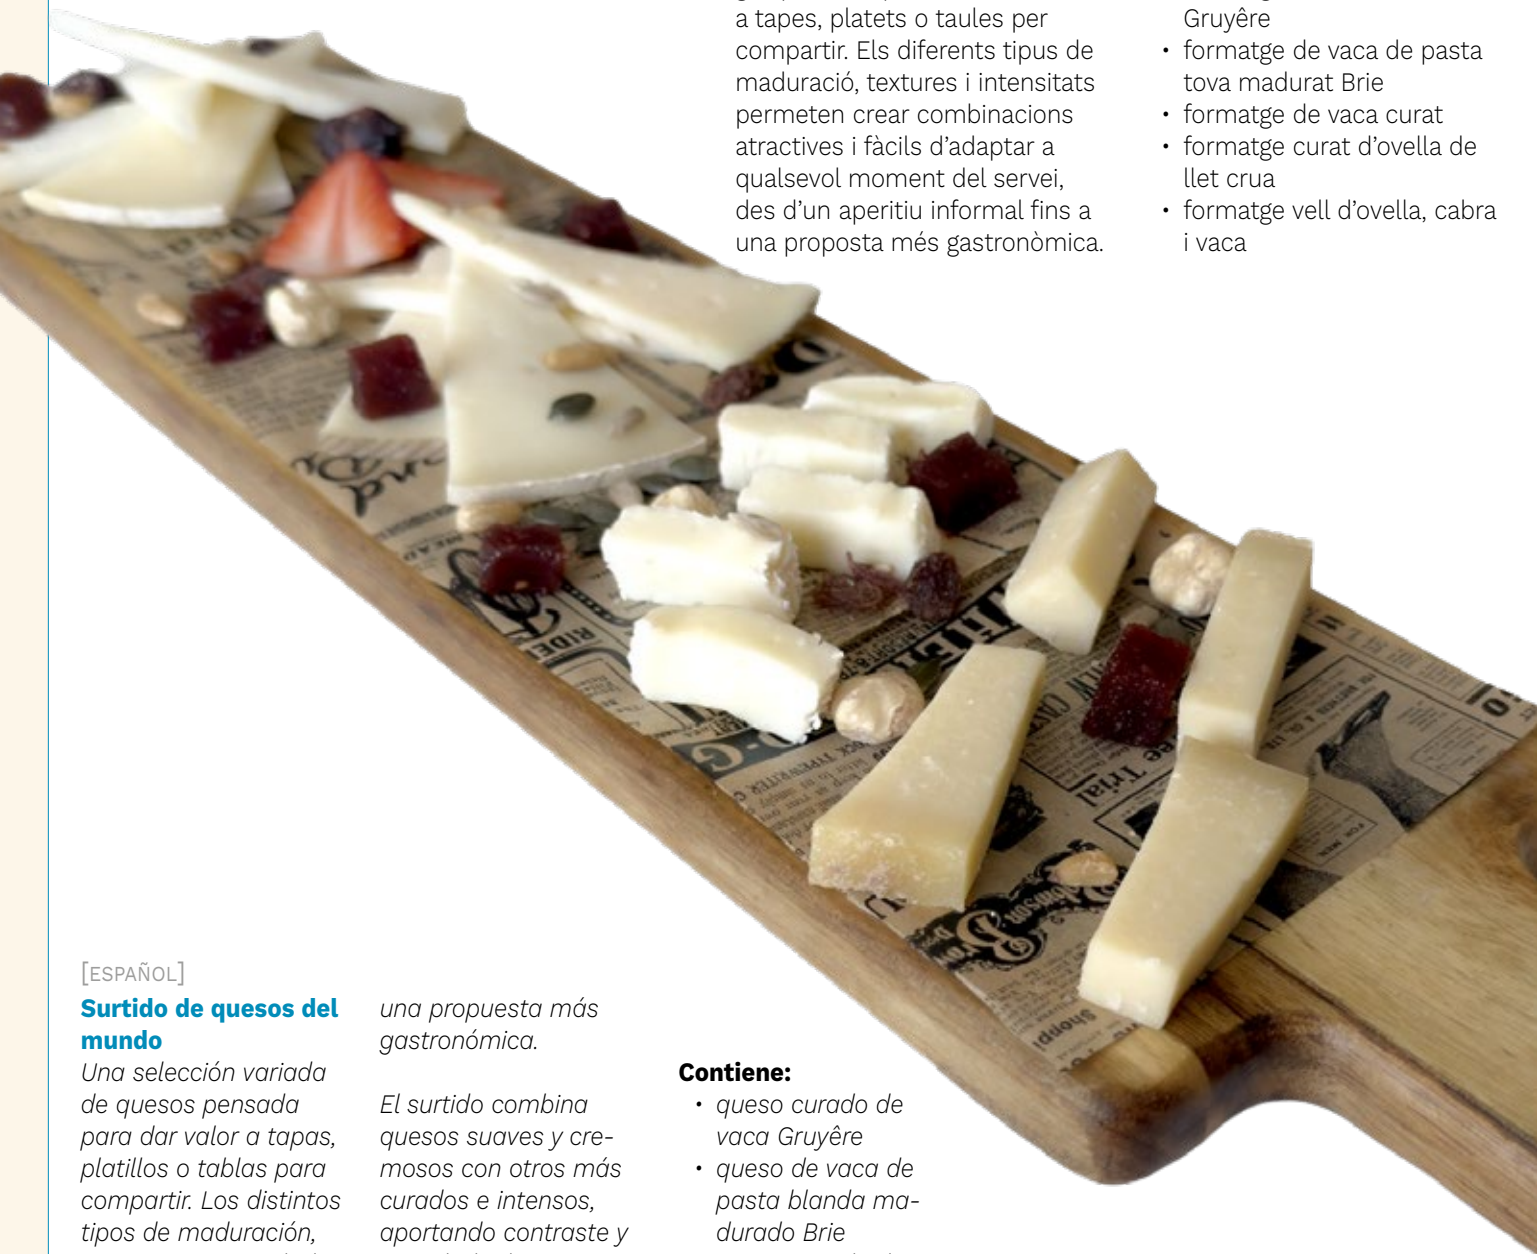 a tapes, platets o taules per
compartir. Els diferents tipus de
maduració, textures i intensitats
permeten crear combinacions
atractives i fàcils d’adaptar a
qualsevol moment del servei,
des d’un aperitiu informal fins a
una proposta més gastronòmica.
Gruyêre
• formatge de vaca de pasta
tova madurat Brie
• formatge de vaca curat
• formatge curat d’ovella de
llet crua
• formatge vell d’ovella, cabra
i vaca
[ESPAÑOL]
Surtido de quesos del
mundo
Una selección variada
de quesos pensada
para dar valor a tapas,
platillos o tablas para
compartir. Los distintos
tipos de maduración,
una propuesta más
gastronómica.
El surtido combina
quesos suaves y cre-
mosos con otros más
curados e intensos,
aportando contraste y
Contiene:
• queso curado de
vaca Gruyêre
• queso de vaca de
pasta blanda ma-
durado Brie